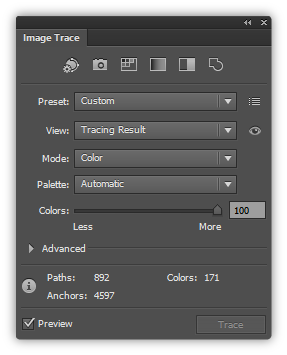 Image Trace
Preset: Custom
View: Tracing Result
Mode: Color
Palette: Automatic
Colors: 100
Less More
Advanced
Paths: 892 Colors: 171
Anchors: 4597
Preview Trace